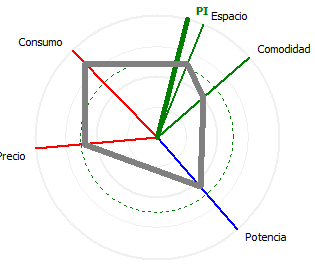 PI
Espacio
Consumo
Comodidad
Precio
Potencia